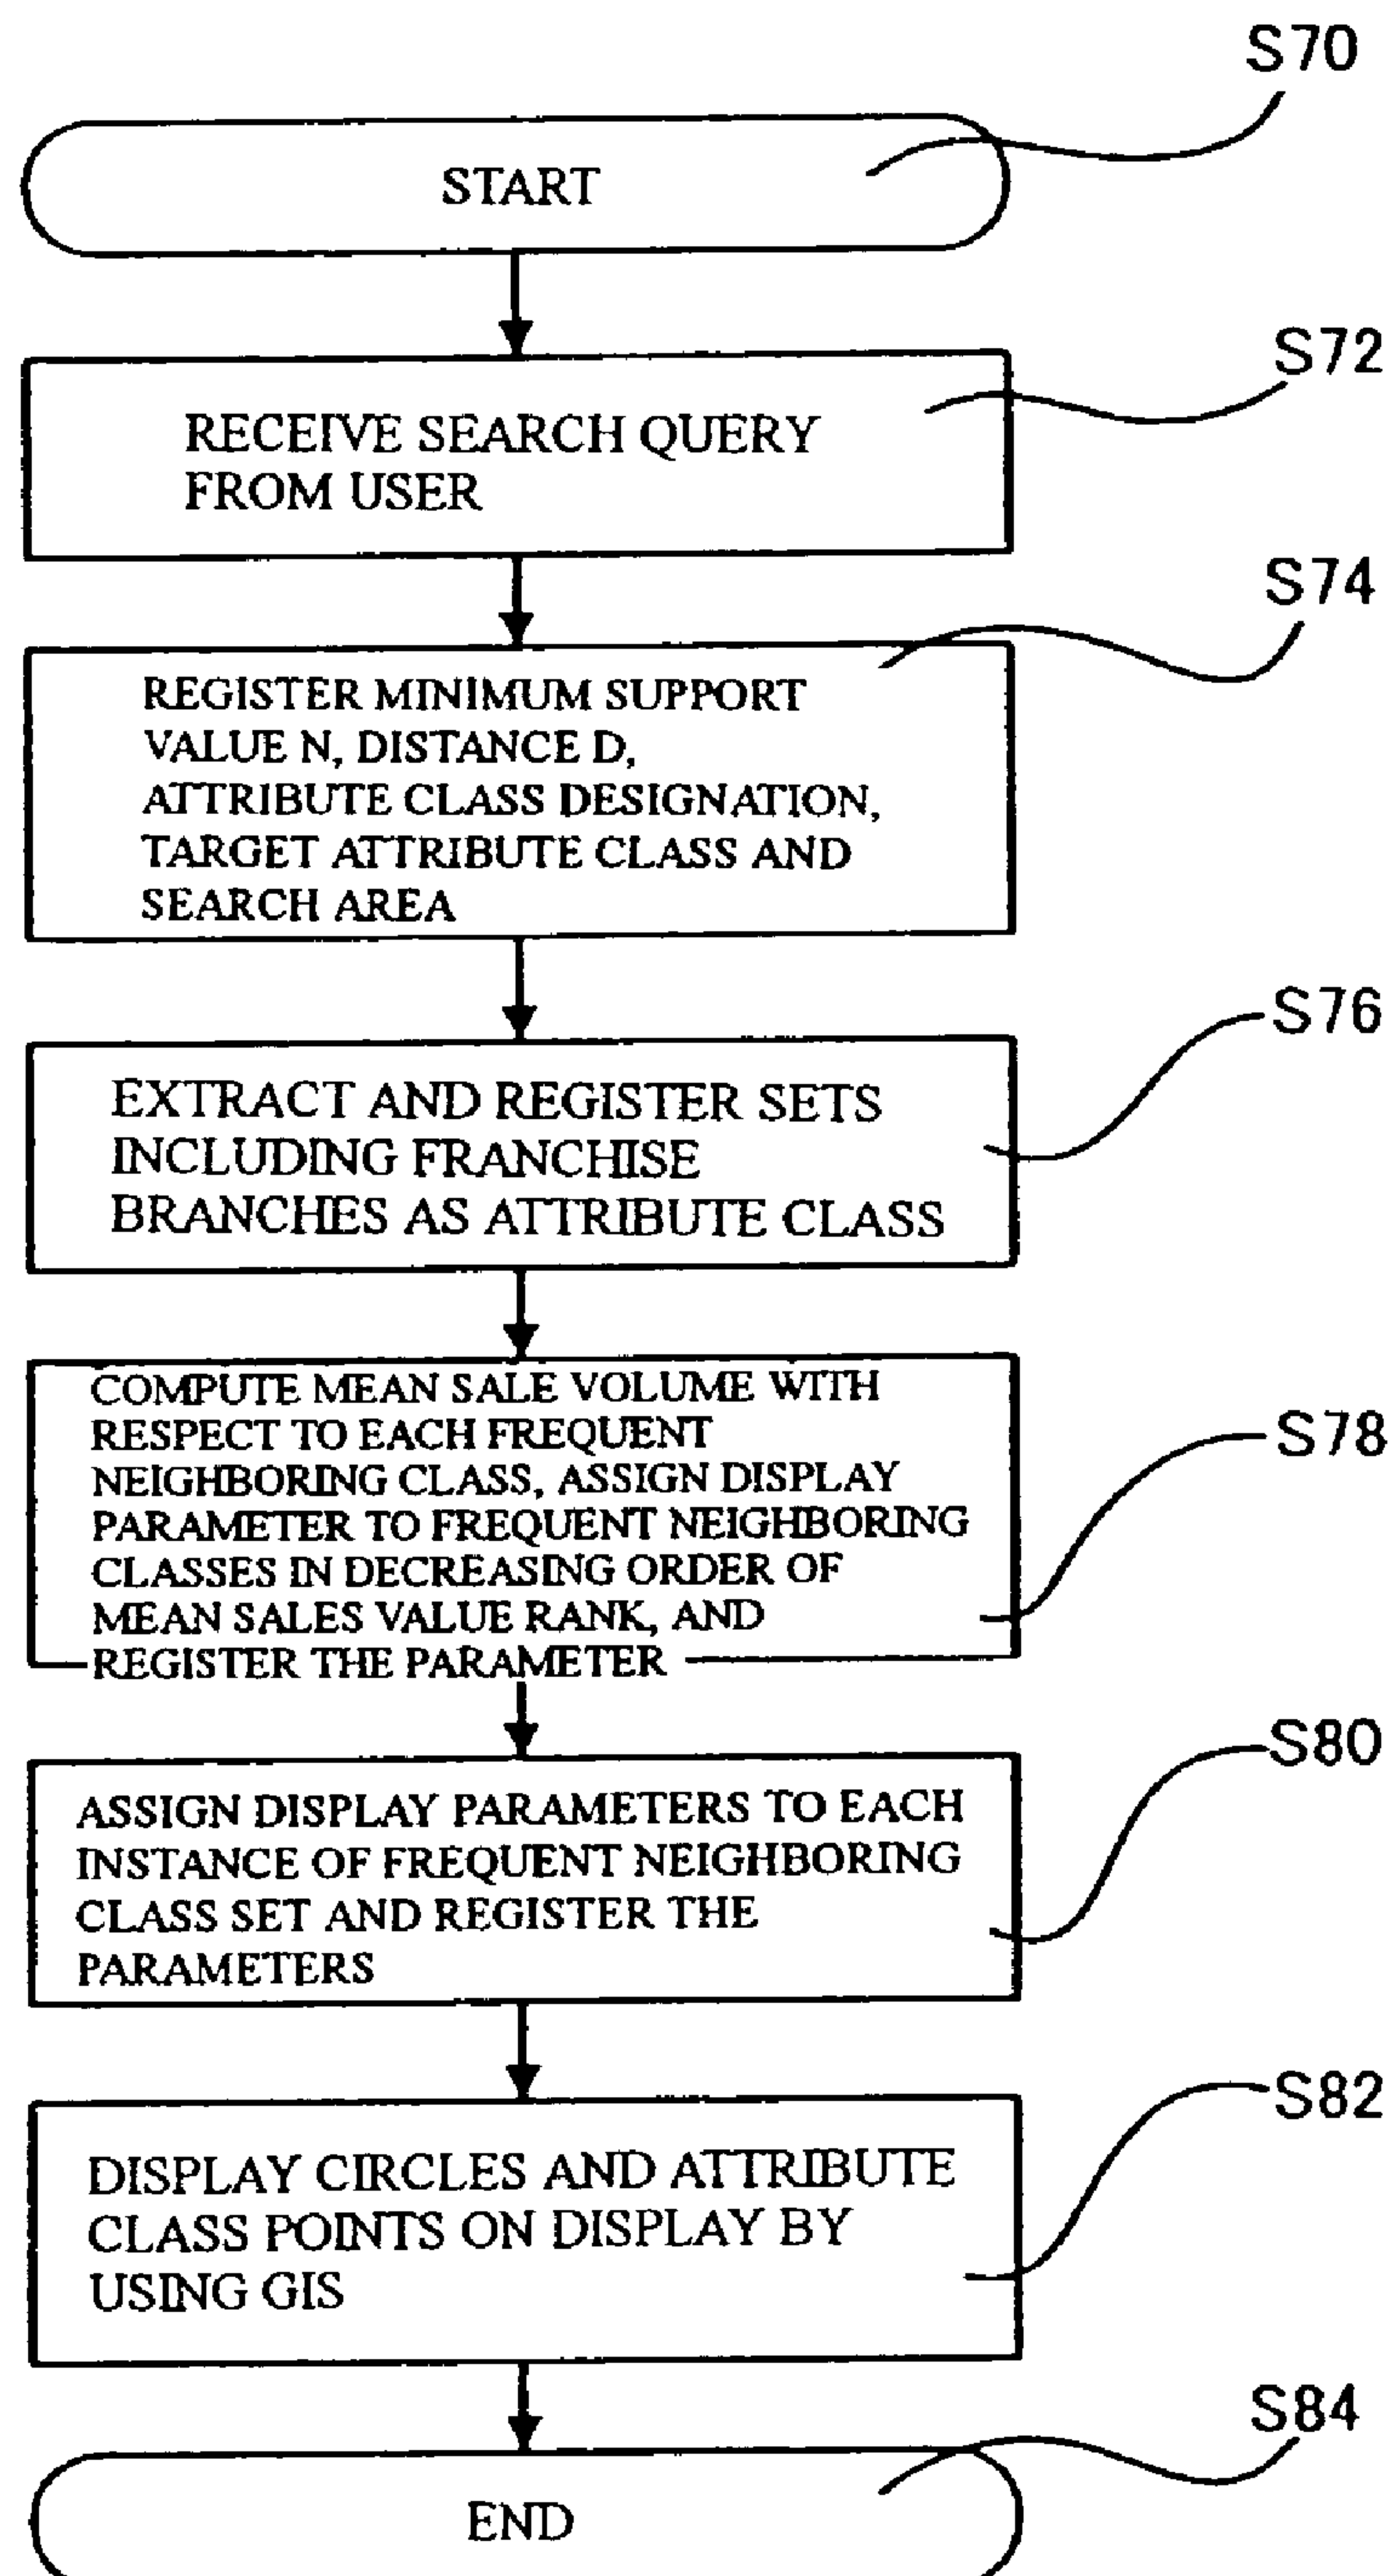 S70
START
S72
RECEIVE SEARCH QUERY
FROM USER
S74
REGISTER MINIMUM SUPPORT
VALUE N, DISTANCE D,
ATTRIBUTE CLASS DESIGNATION,
TARGET ATTRIBUTE CLASS AND
SEARCH AREA
S76
EXTRACT AND REGISTER SETS
INCLUDING FRANCHISE
BRANCHES AS ATTRIBUTE CLASS
S78
COMPUTE MEAN SALE VOLUME WITH
RESPECT TO EACH FREQUENT
NEIGHBORING CLASS, ASSIGN DISPLAY
PARAMETER TO FREQUENT NEIGHBORING
CLASSES IN DECREASING ORDER OF
MEAN SALES VALUE RANK, AND
REGISTER THE PARAMETER
S80
ASSIGN DISPLAY PARAMETERS TO EACH
INSTANCE OF FREQUENT NEIGHBORING
CLASS SET AND REGISTER THE
PARAMETERS
S82
DISPLAY CIRCLES AND ATTRIBUTE
CLASS POINTS ON DISPLAY BY
USING GIS
S84
END